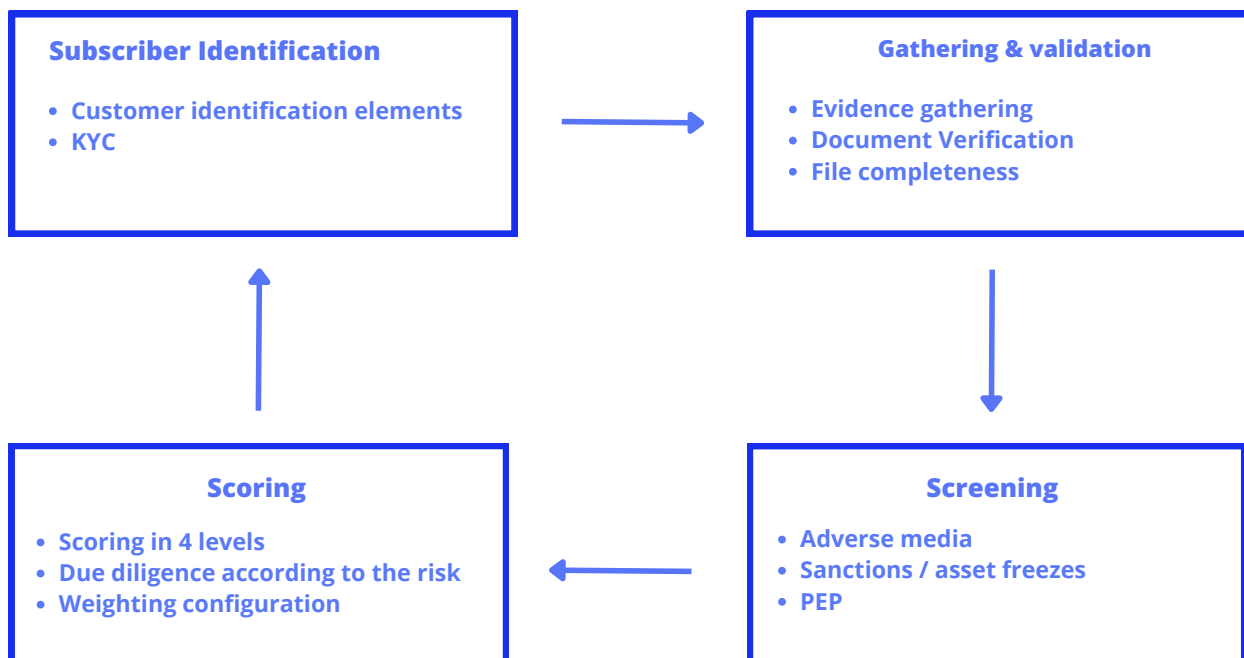 Subscriber Identification
• Customer identification elements
• KYC
Gathering & validation
• Evidence gathering
• Document Verification
• File completeness
Scoring
• Scoring in 4 levels
• Due diligence according to the risk
• Weighting configuration
Screening
• Adverse media
• Sanctions / asset freezes
• PEP